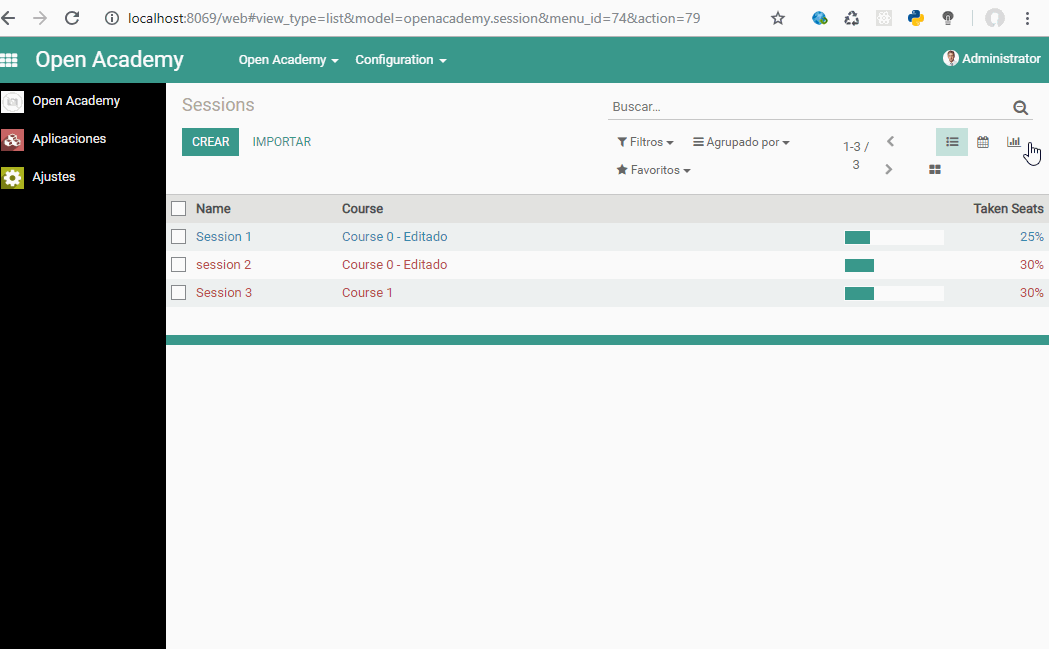 localhost:8069/web#view_type=list&model=openacademy.session&menu_id=74&action=79
Open Academy Open Academy Configuration Administrator
Open Academy
Aplicaciones
Ajustes
Sessions
Buscar...
CREAR IMPORTAR
Filtros Agrupado por
Favoritos
1-3 /
3
Name Course Taken Seats
Session 1 Course 0 - Editado 25%
session 2 Course 0 - Editado 30%
Session 3 Course 1 30%